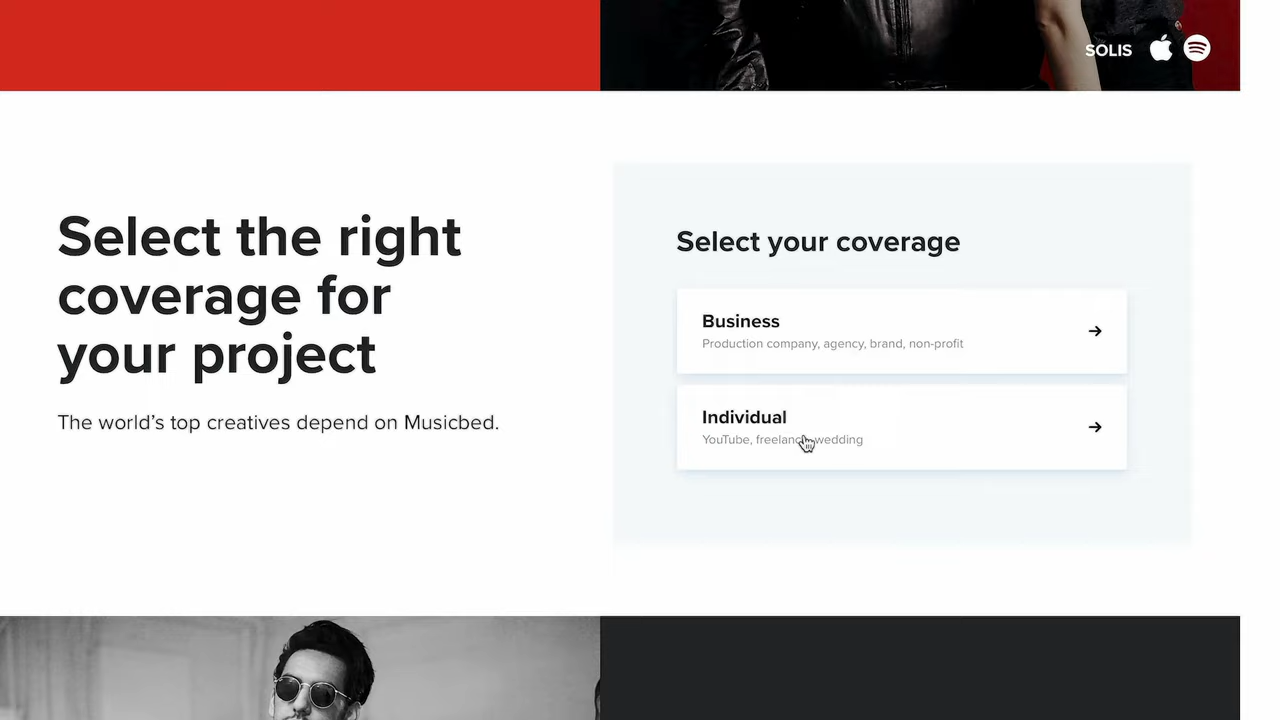 SOLIS
Select the right
coverage for
your project
The world's top creatives depend on Musicbed.
Select your coverage
Business
Production company, agency, brand, non-profit
Individual
YouTube, freelance, wedding